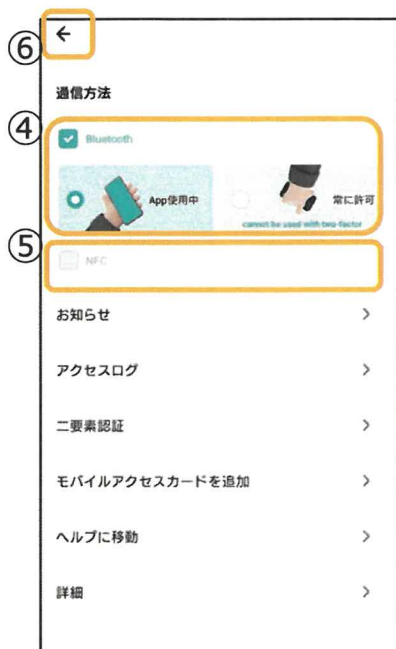 ⑥
←
通信方法
④
Bluetooth
App使用中
常に許可
cannot be used with two-factor
⑤
NFC
お知らせ
アクセスログ
二要素認証
モバイルアクセスカードを追加
ヘルプに移動
詳細